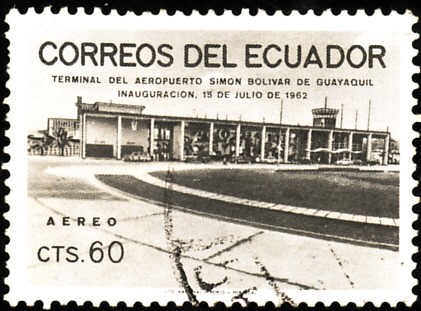 CORREOS DEL ECUADOR
TERMINAL DEL AEROPUERTO SIMON BOLIVAR DE GUAYAQUIL
INAUGURACION, 15 DE JULIO DE 1962
AEREO
CTS. 60